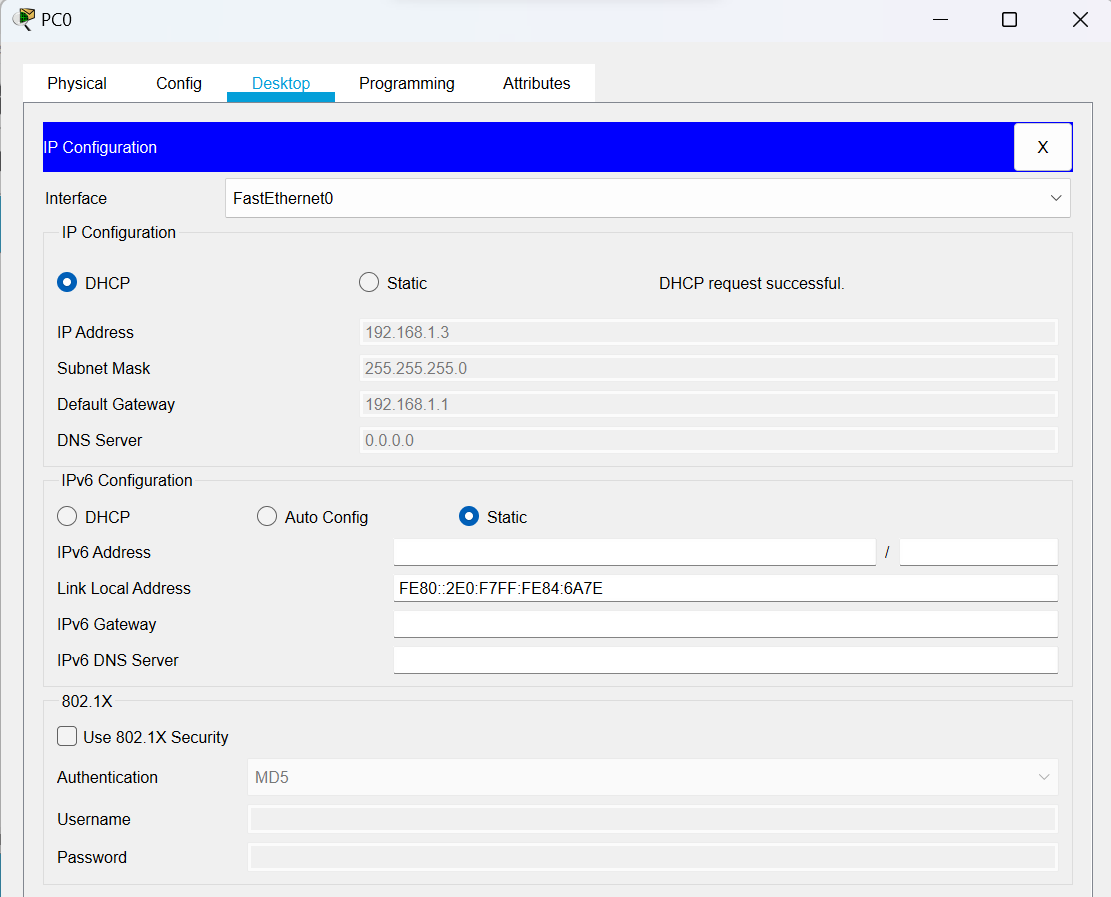 PC0
Physical Config Desktop Programming Attributes
IP Configuration X
Interface FastEthernet0
IP Configuration
DHCP Static DHCP request successful.
IP Address 192.168.1.3
Subnet Mask 255.255.255.0
Default Gateway 192.168.1.1
DNS Server 0.0.0.0
IPv6 Configuration
DHCP Auto Config Static
IPv6 Address /
Link Local Address FE80::2E0:F7FF:FE84:6A7E
IPv6 Gateway
IPv6 DNS Server
802.1X
Use 802.1X Security
Authentication MD5
Username
Password